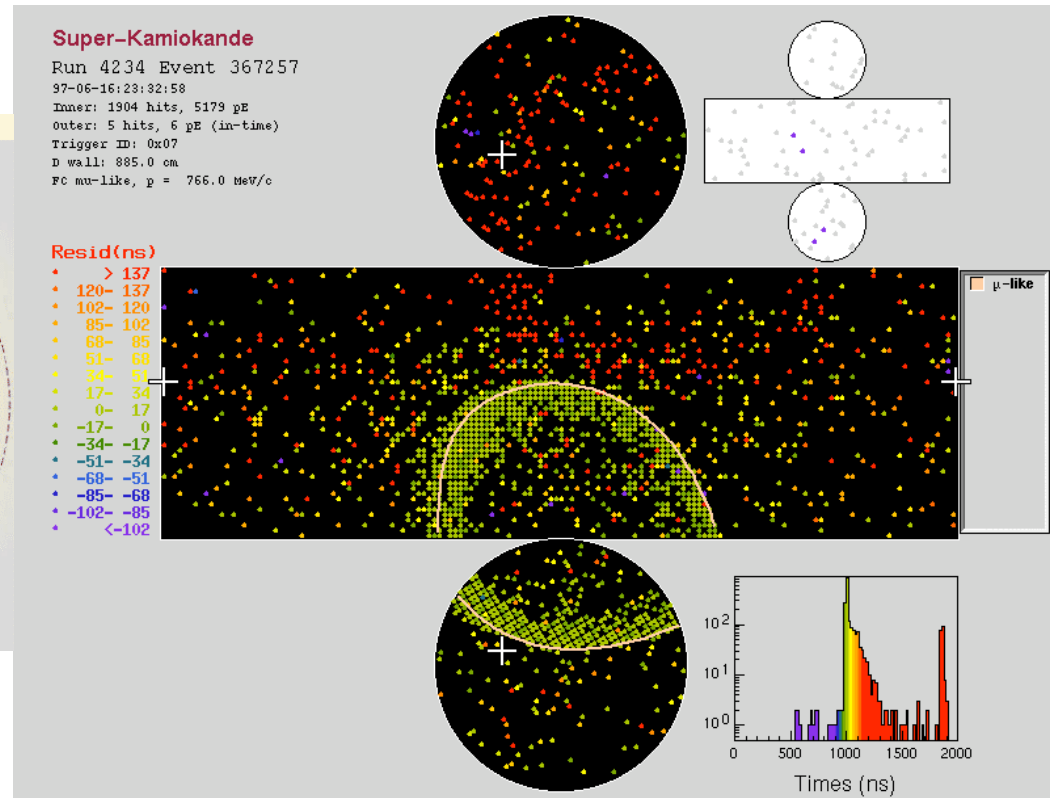 Super-Kamiokande
Run 4234 Event 367257
97-06-16:23:32:58
Inner: 1904 hits, 5179 pE
Outer: 5 hits, 6 pE (in-time)
Trigger ID: 0x07
D wall: 885.0 cm
FC mu-like, p = 766.0 MeV/c
Resid(ns)
> 137
120- 137
102- 120
85- 102
68- 85
51- 68
34- 51
17- 34
0- 17
-17- 0
-34- -17
-51- -34
-68- -51
-85- -68
-102- -85
<-102
μ-like
10²
10¹
10⁰
0 500 1000 1500 2000
Times (ns)